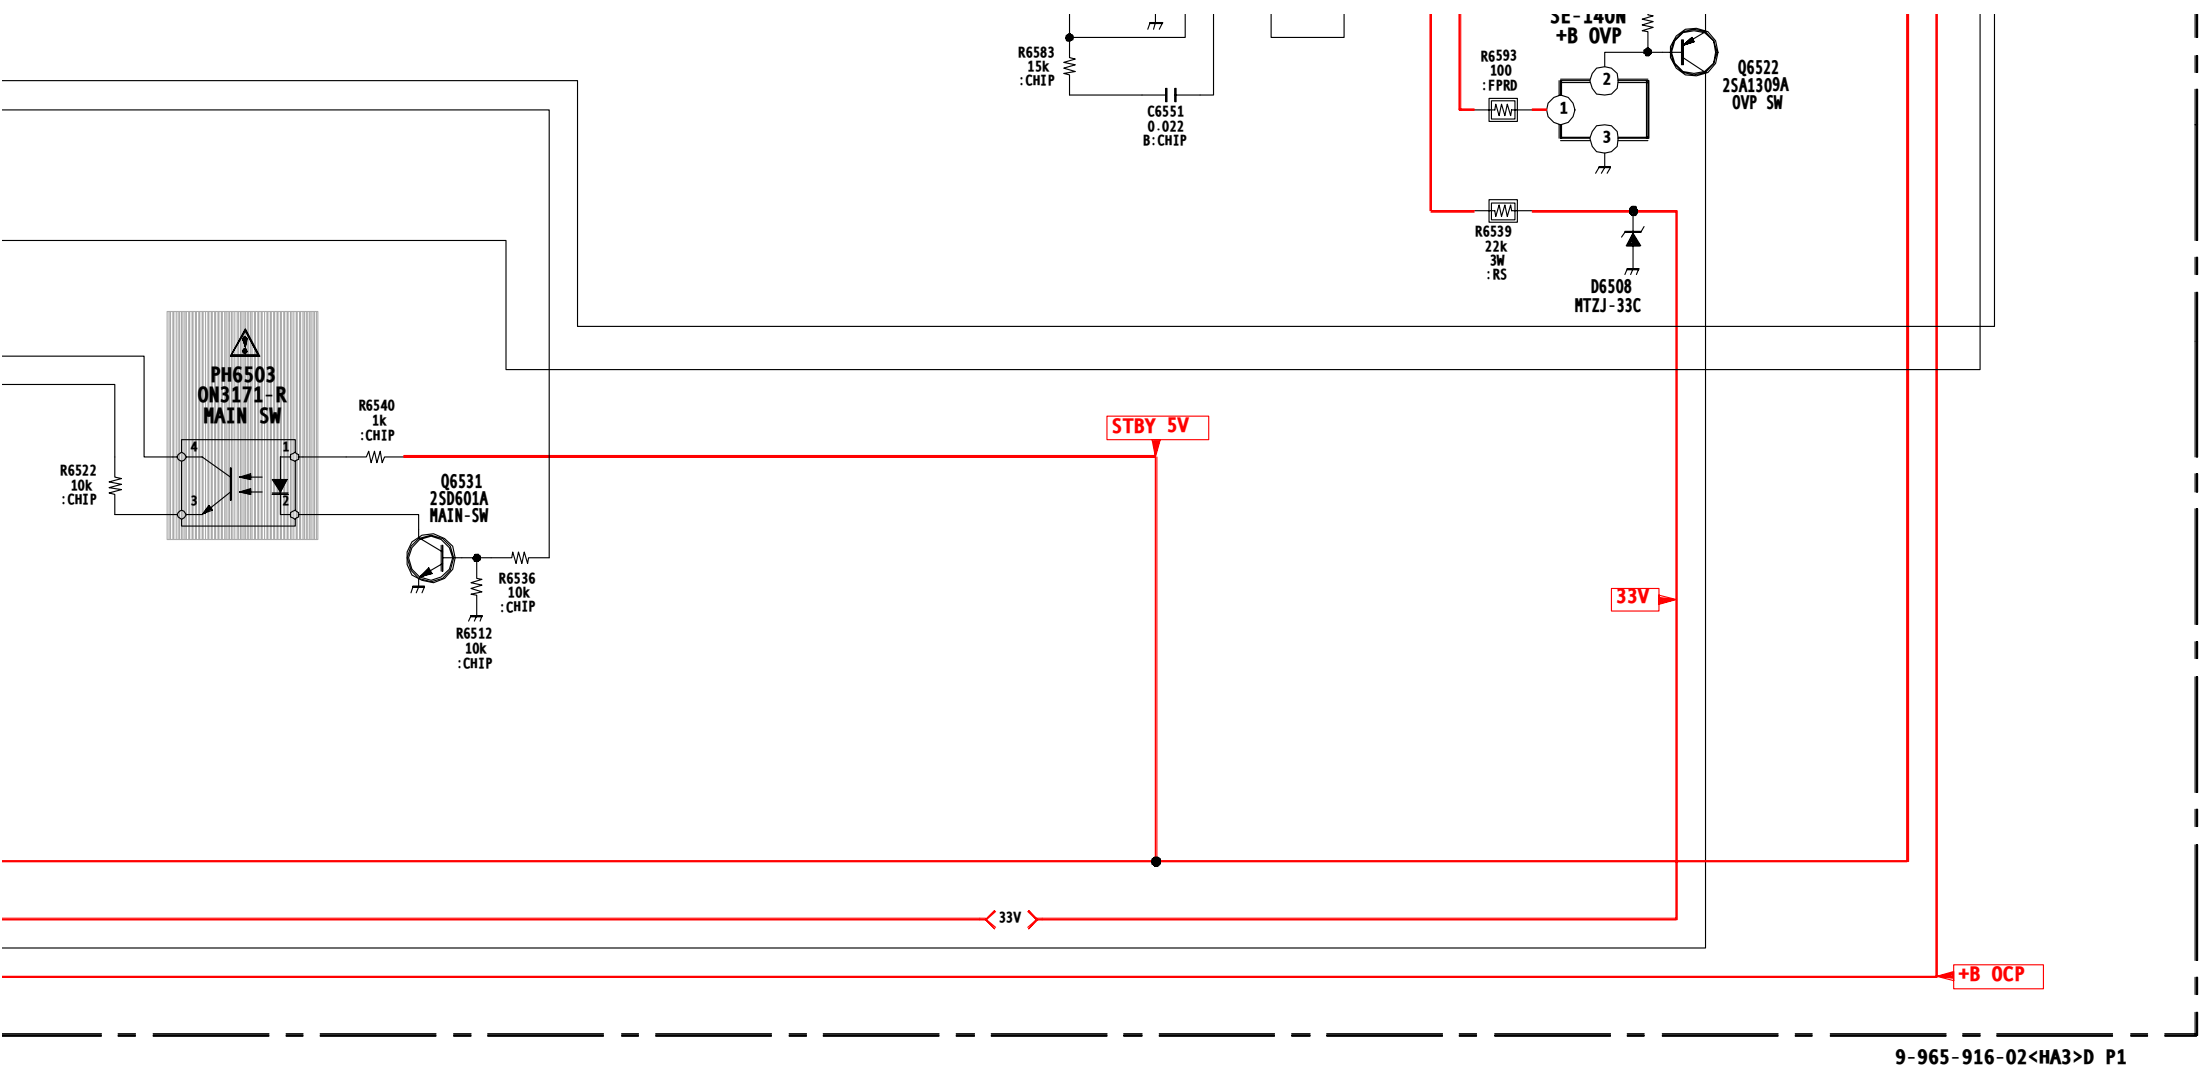 SE-140N
+B OVP
R6583
15k
:CHIP
C6551
0.022
B:CHIP
R6593
100
:FPRD
1
2
3
Q6522
2SA1309A
OVP SW
R6539
22k
3W
:RS
D6508
MTZJ-33C
PH6503
ON3171-R
MAIN SW
4
1
3
2
R6540
1k
:CHIP
R6522
10k
:CHIP
Q6531
2SD601A
MAIN-SW
R6536
10k
:CHIP
R6512
10k
:CHIP
STBY 5V
33V
33V
+B OCP
9-965-916-02<HA3>D P1